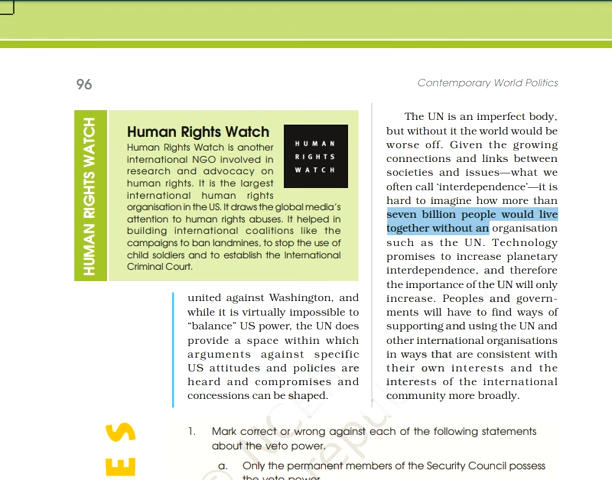 96
Contemporary World Politics
HUMAN RIGHTS WATCH
Human Rights Watch
Human Rights Watch is another
international NGO involved in
research and advocacy on
human rights. It is the largest
international human rights
organisation in the US. It draws the global media's
attention to human rights abuses. It helped in
building international coalitions like the
campaigns to ban landmines, to stop the use of
child soldiers and to establish the International
Criminal Court.
HUMAN
RIGHTS
WATCH
united against Washington, and
while it is virtually impossible to
“balance” US power, the UN does
provide a space within which
arguments against specific
US attitudes and policies are
heard and compromises and
concessions can be shaped.
The UN is an imperfect body,
but without it the world would be
worse off. Given the growing
connections and links between
societies and issues—what we
often call ‘interdependence’—it is
hard to imagine how more than
seven billion people would live
together without an organisation
such as the UN. Technology
promises to increase planetary
interdependence, and therefore
the importance of the UN will only
increase. Peoples and govern-
ments will have to find ways of
supporting and using the UN and
other international organisations
in ways that are consistent with
their own interests and the
interests of the international
community more broadly.
E S
1. Mark correct or wrong against each of the following statements
about the veto power.
a. Only the permanent members of the Security Council possess
the veto power